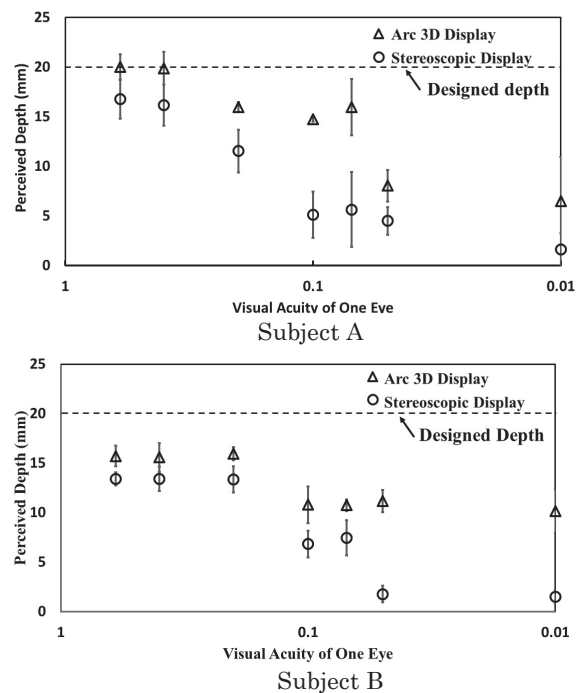 25
20
15
10
5
0
Perceived Depth (mm)
Arc 3D Display
Stereoscopic Display
Designed depth
1
0.1
0.01
Visual Acuity of One Eye
Subject A
25
20
15
10
5
0
Perceived Depth (mm)
Arc 3D Display
Stereoscopic Display
Designed Depth
1
0.1
0.01
Visual Acuity of One Eye
Subject B